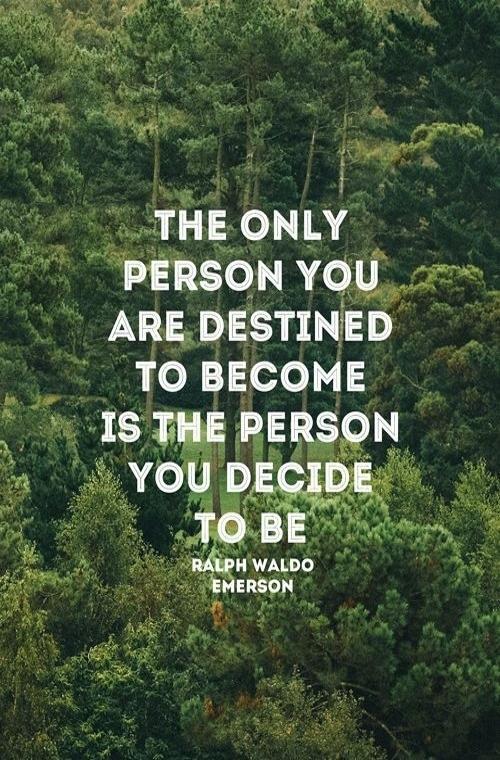 THE ONLY
PERSON YOU
ARE DESTINED
TO BECOME
IS THE PERSON
YOU DECIDE
TO BE
RALPH WALDO
EMERSON